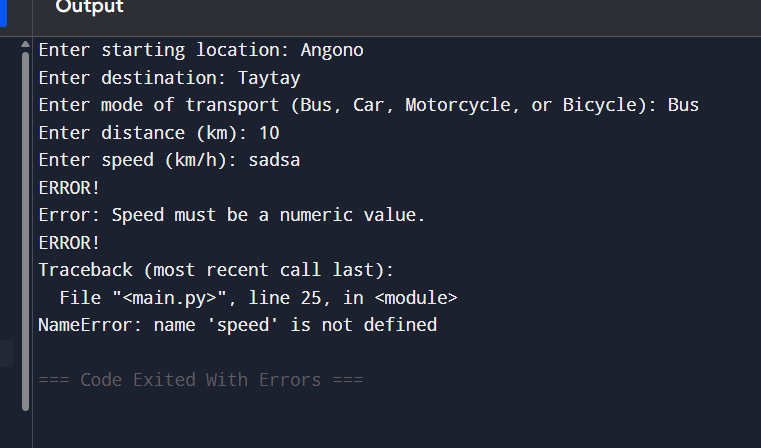 Output
Enter starting location: Angono
Enter destination: Taytay
Enter mode of transport (Bus, Car, Motorcycle, or Bicycle): Bus
Enter distance (km): 10
Enter speed (km/h): sadsa
ERROR!
Error: Speed must be a numeric value.
ERROR!
Traceback (most recent call last):
  File "<main.py>", line 25, in <module>
NameError: name 'speed' is not defined
=== Code Exited With Errors ===